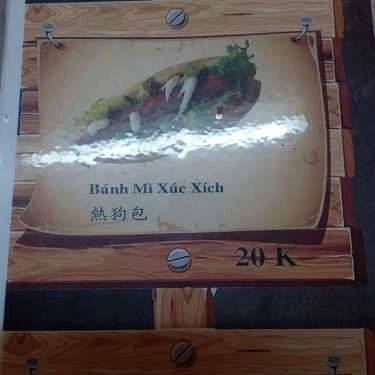 Bánh Mì Xúc Xích
熱狗包
20 K